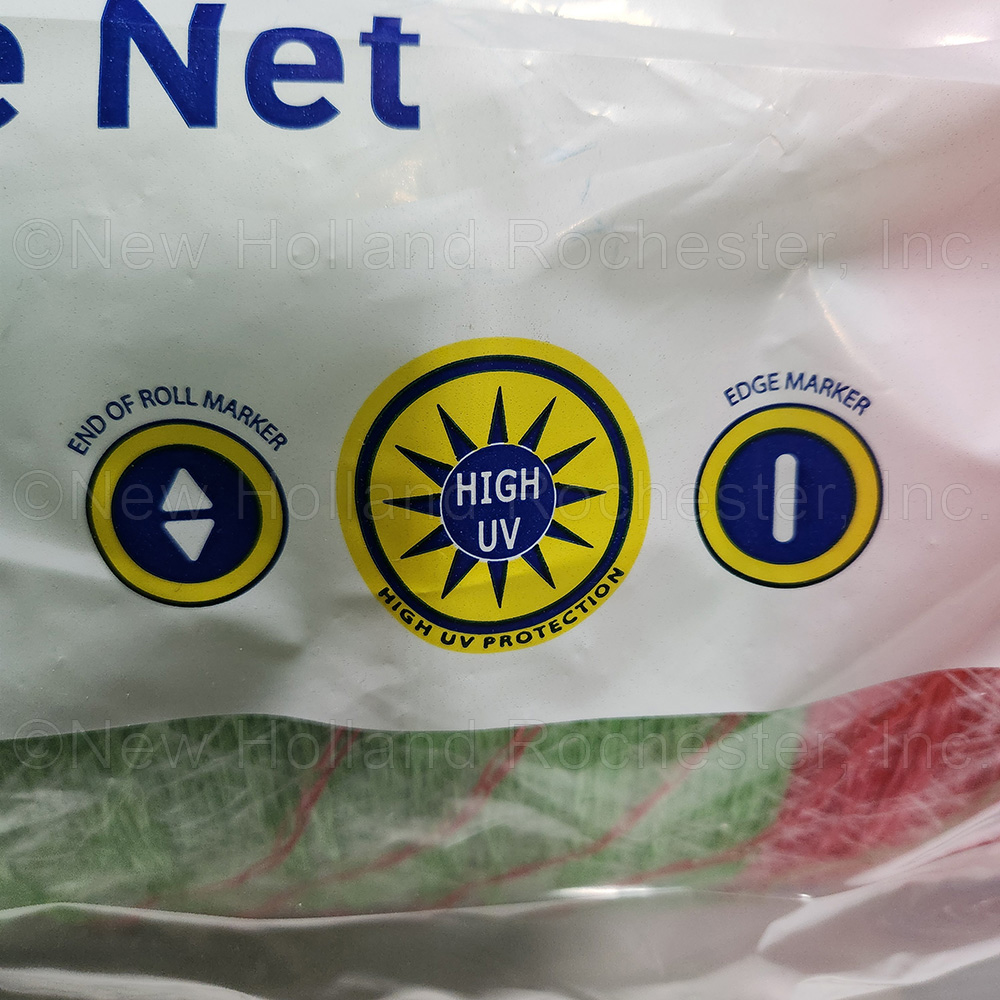 e Net
©New Holland Rochester, Inc.
END OF ROLL MARKER
EDGE MARKER
©New Holland Rochester, Inc.
HIGH
UV
HIGH UV PROTECTION
©New Holland Rochester, Inc.